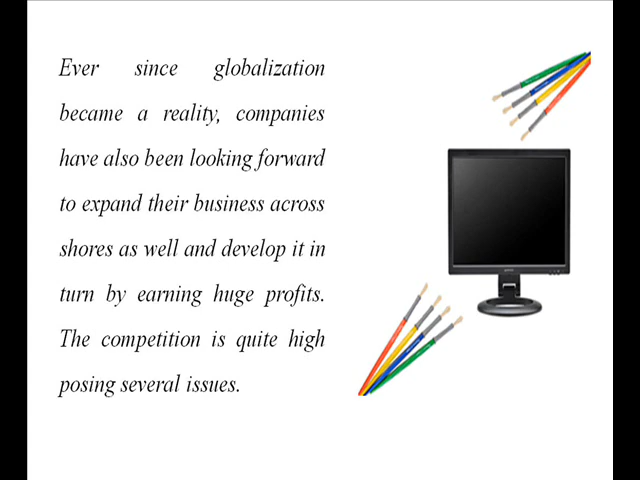 Ever since globalization
became a reality, companies
have also been looking forward
to expand their business across
shores as well and develop it in
turn by earning huge profits.
The competition is quite high
posing several issues.